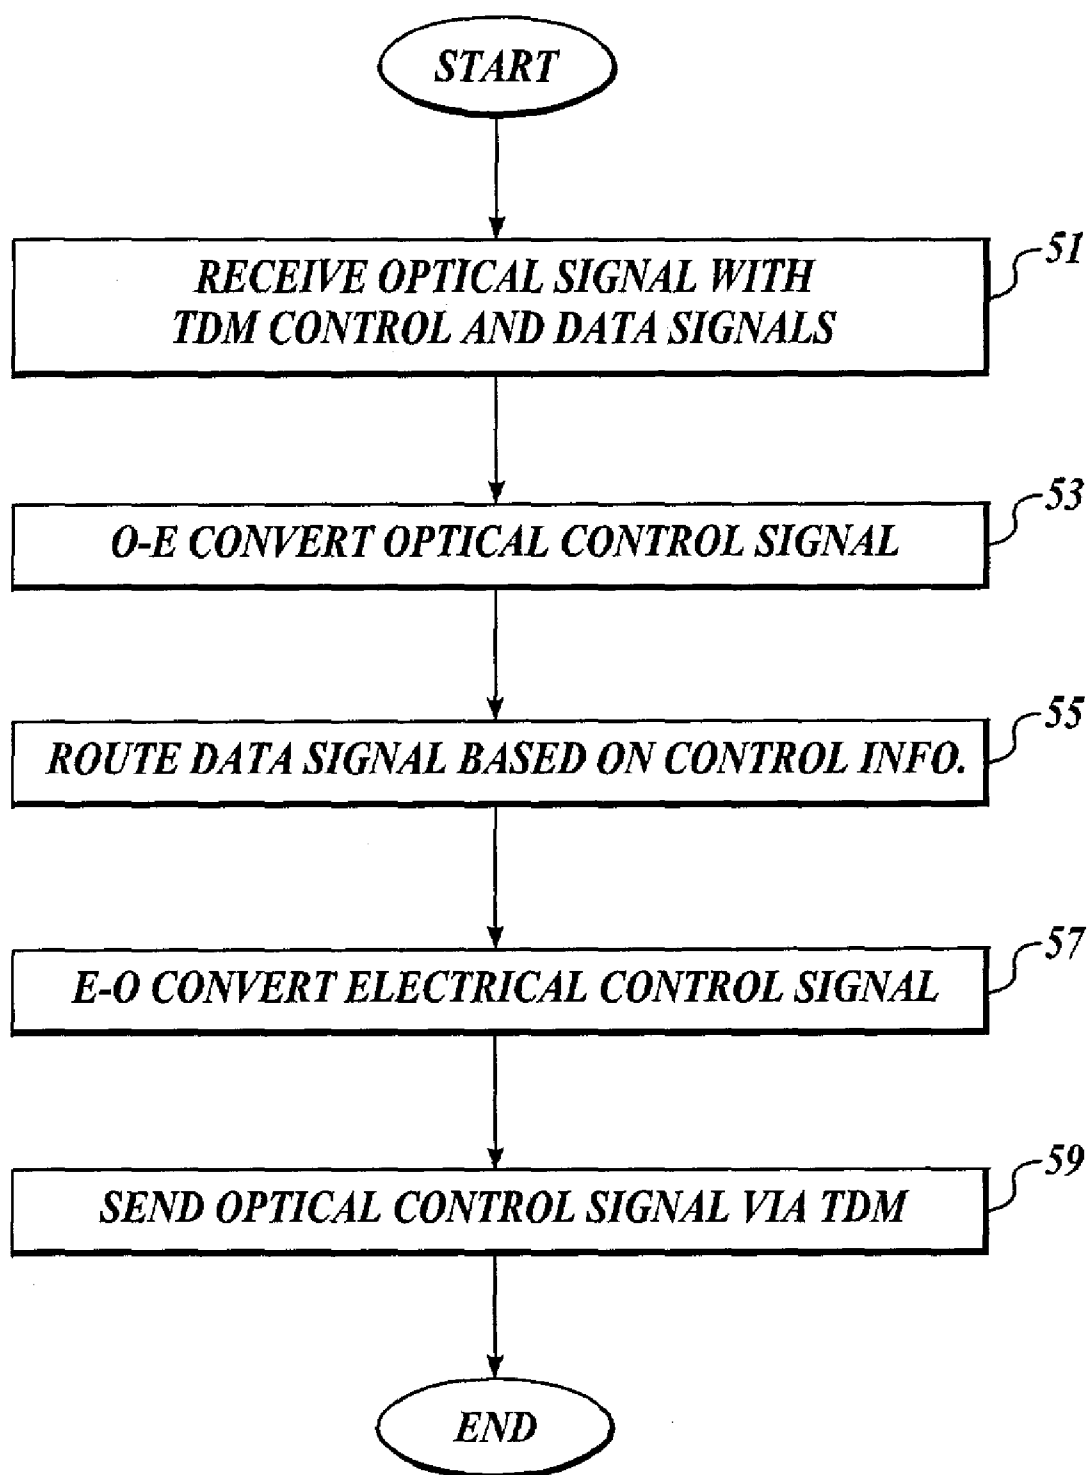 START
51
RECEIVE OPTICAL SIGNAL WITH
TDM CONTROL AND DATA SIGNALS
53
O-E CONVERT OPTICAL CONTROL SIGNAL
55
ROUTE DATA SIGNAL BASED ON CONTROL INFO.
57
E-O CONVERT ELECTRICAL CONTROL SIGNAL
59
SEND OPTICAL CONTROL SIGNAL VIA TDM
END